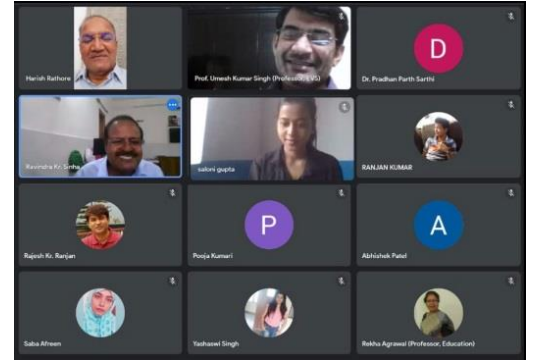 Harish Rathore
Prof. Umesh Kumar Singh (Professor, EVS)
D
Dr. Pradhan Parth Sarthi
Ravindra Kr. Sinha
saloni gupta
RANJAN KUMAR
Rajesh Kr. Ranjan
P
Pooja Kumari
A
Abhishek Patel
Saba Afreen
Yashaswi Singh
Rekha Agrawal (Professor, Education)